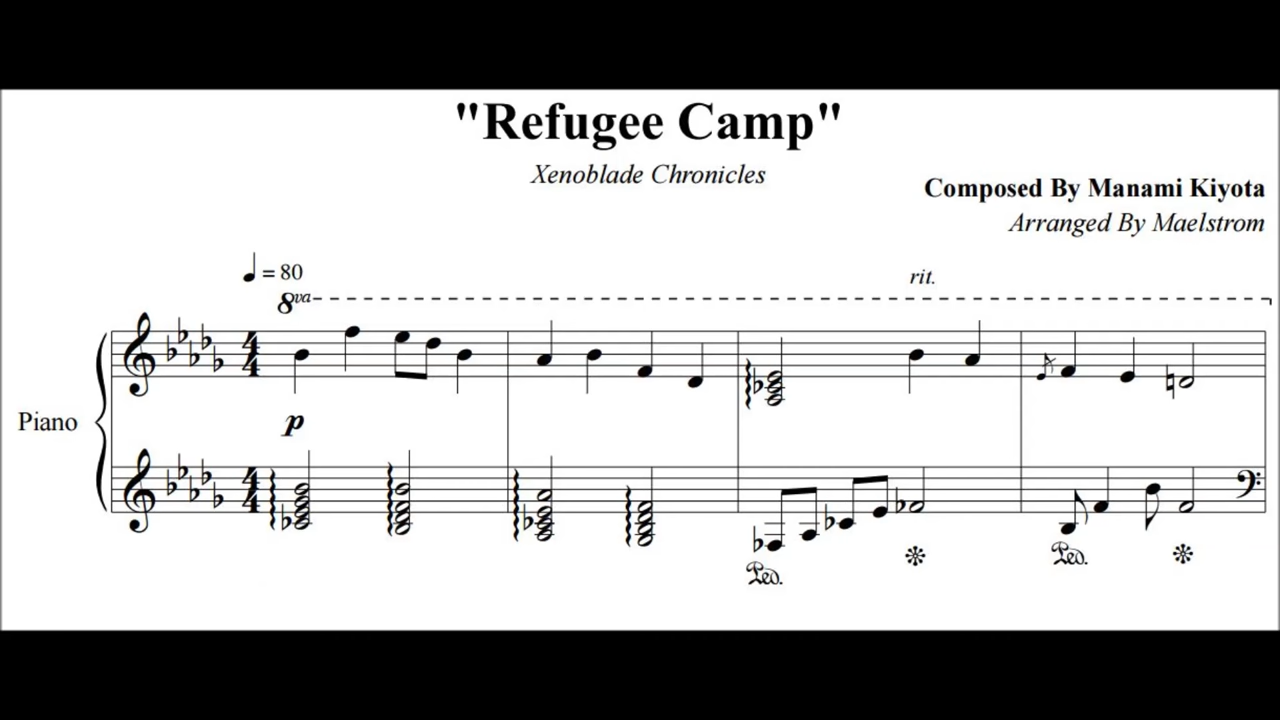 "Refugee Camp"
Xenoblade Chronicles
Composed By Manami Kiyota
Arranged By Maelstrom
♩ = 80
8va
rit.
Piano
p
Ped.
Ped.